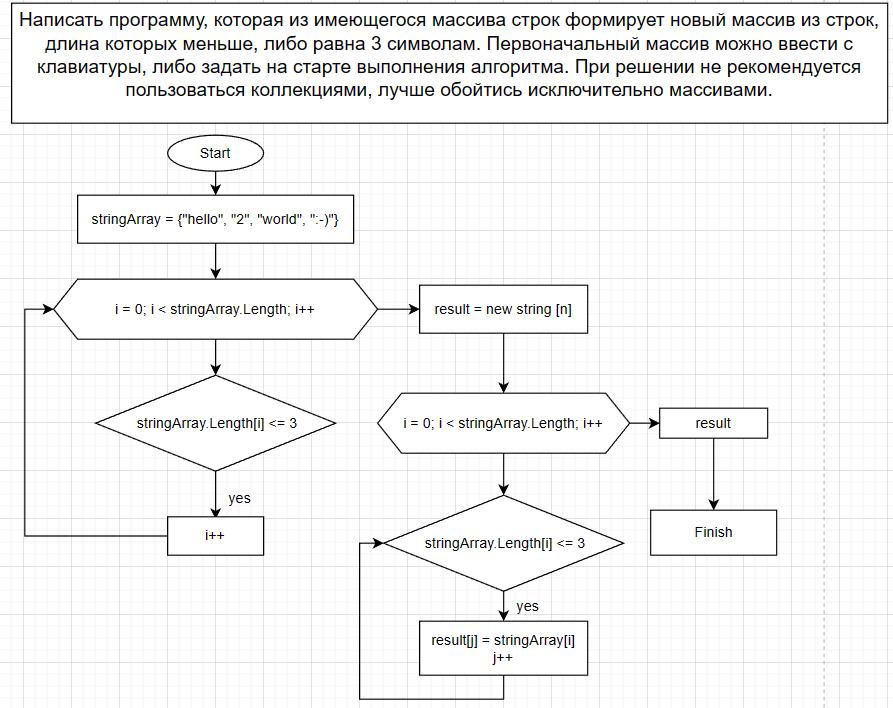 Написать программу, которая из имеющегося массива строк формирует новый массив из строк,
длина которых меньше, либо равна 3 символам. Первоначальный массив можно ввести с
клавиатуры, либо задать на старте выполнения алгоритма. При решении не рекомендуется
пользоваться коллекциями, лучше обойтись исключительно массивами.
Start
stringArray = {"hello", "2", "world", ":-)"}
i = 0; i < stringArray.Length; i++
stringArray.Length[i] <= 3
yes
i++
result = new string [n]
i = 0; i < stringArray.Length; i++
stringArray.Length[i] <= 3
yes
result[j] = stringArray[i]
j++
result
Finish